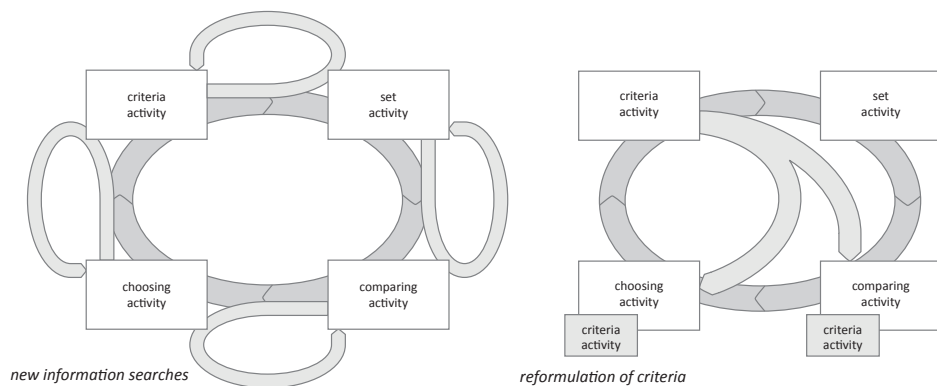 criteria
activity
set
activity
choosing
activity
comparing
activity
new information searches
criteria
activity
set
activity
choosing
activity
criteria
activity
comparing
activity
criteria
activity
reformulation of criteria